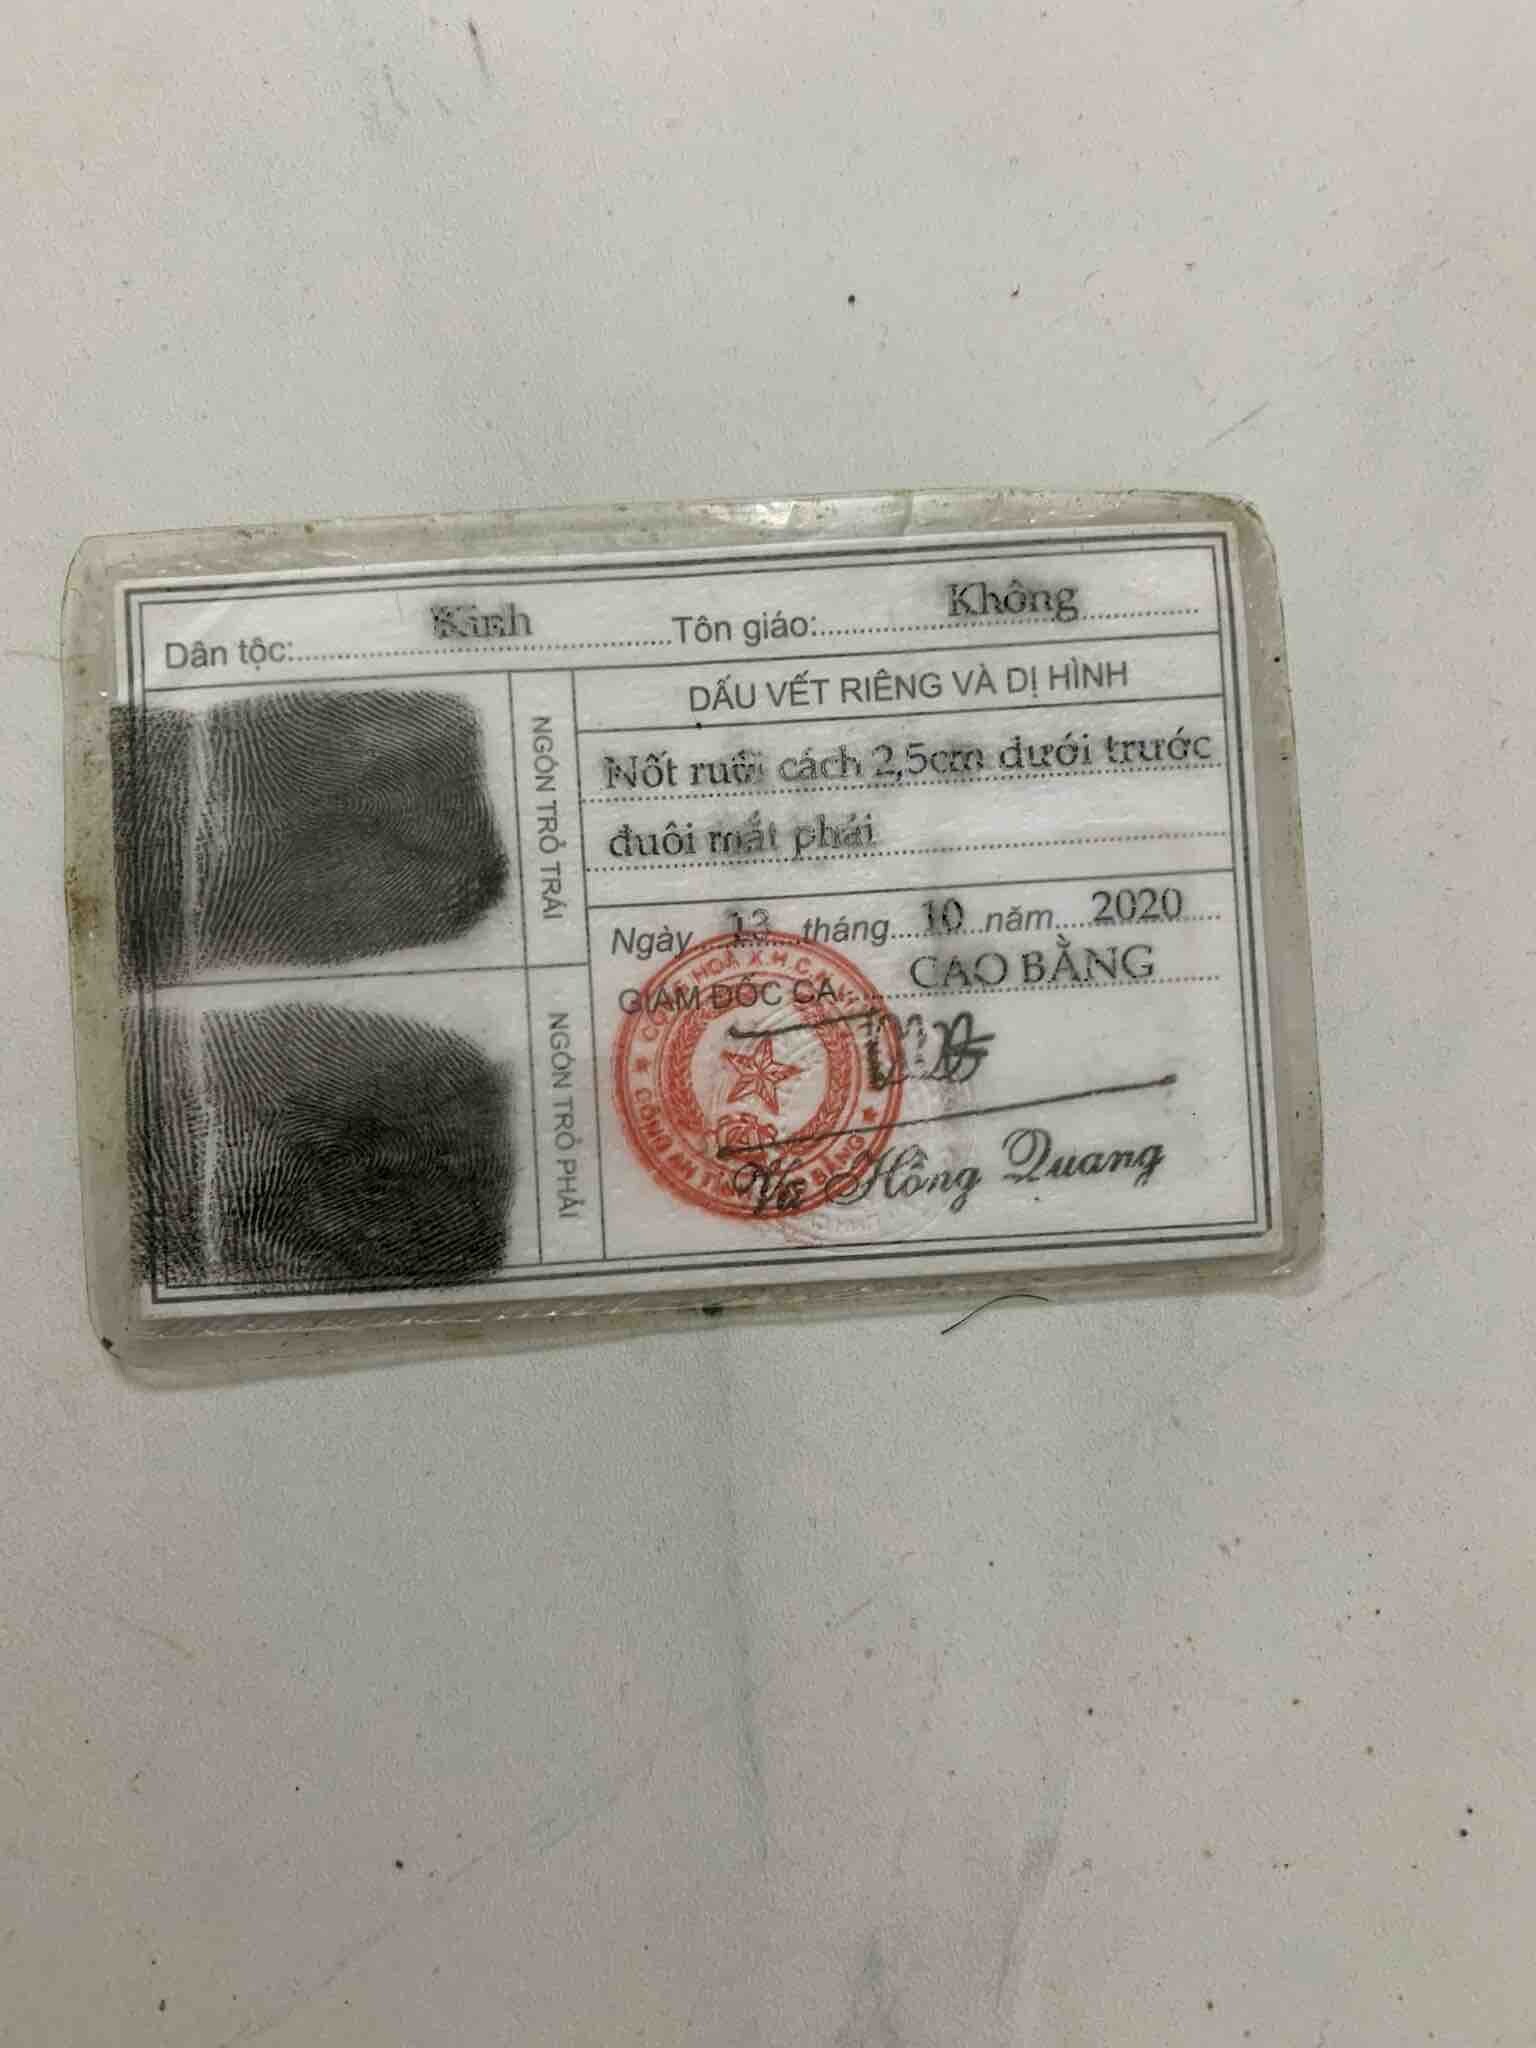 Dân tộc: Kinh Tôn giáo: Không
NGÓN TRỎ TRÁI
DẤU VẾT RIÊNG VÀ DỊ HÌNH
Nốt ruồi cách 2,5cm dưới trước
đuôi mắt phải
Ngày 13 tháng 10 năm 2020
GIÁM ĐỐC CA CAO BẰNG
NGÓN TRỎ PHẢI
Hồng Quang